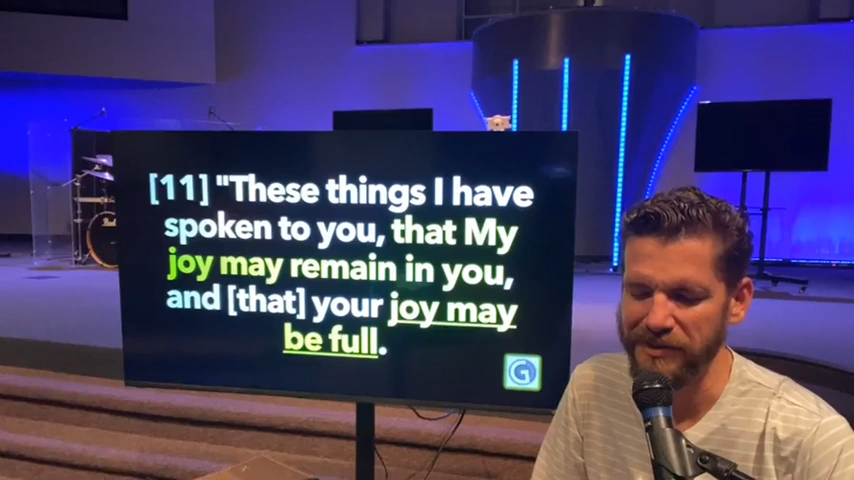 [11] "These things I have
spoken to you, that My
joy may remain in you,
and [that] your joy may
be full.
G